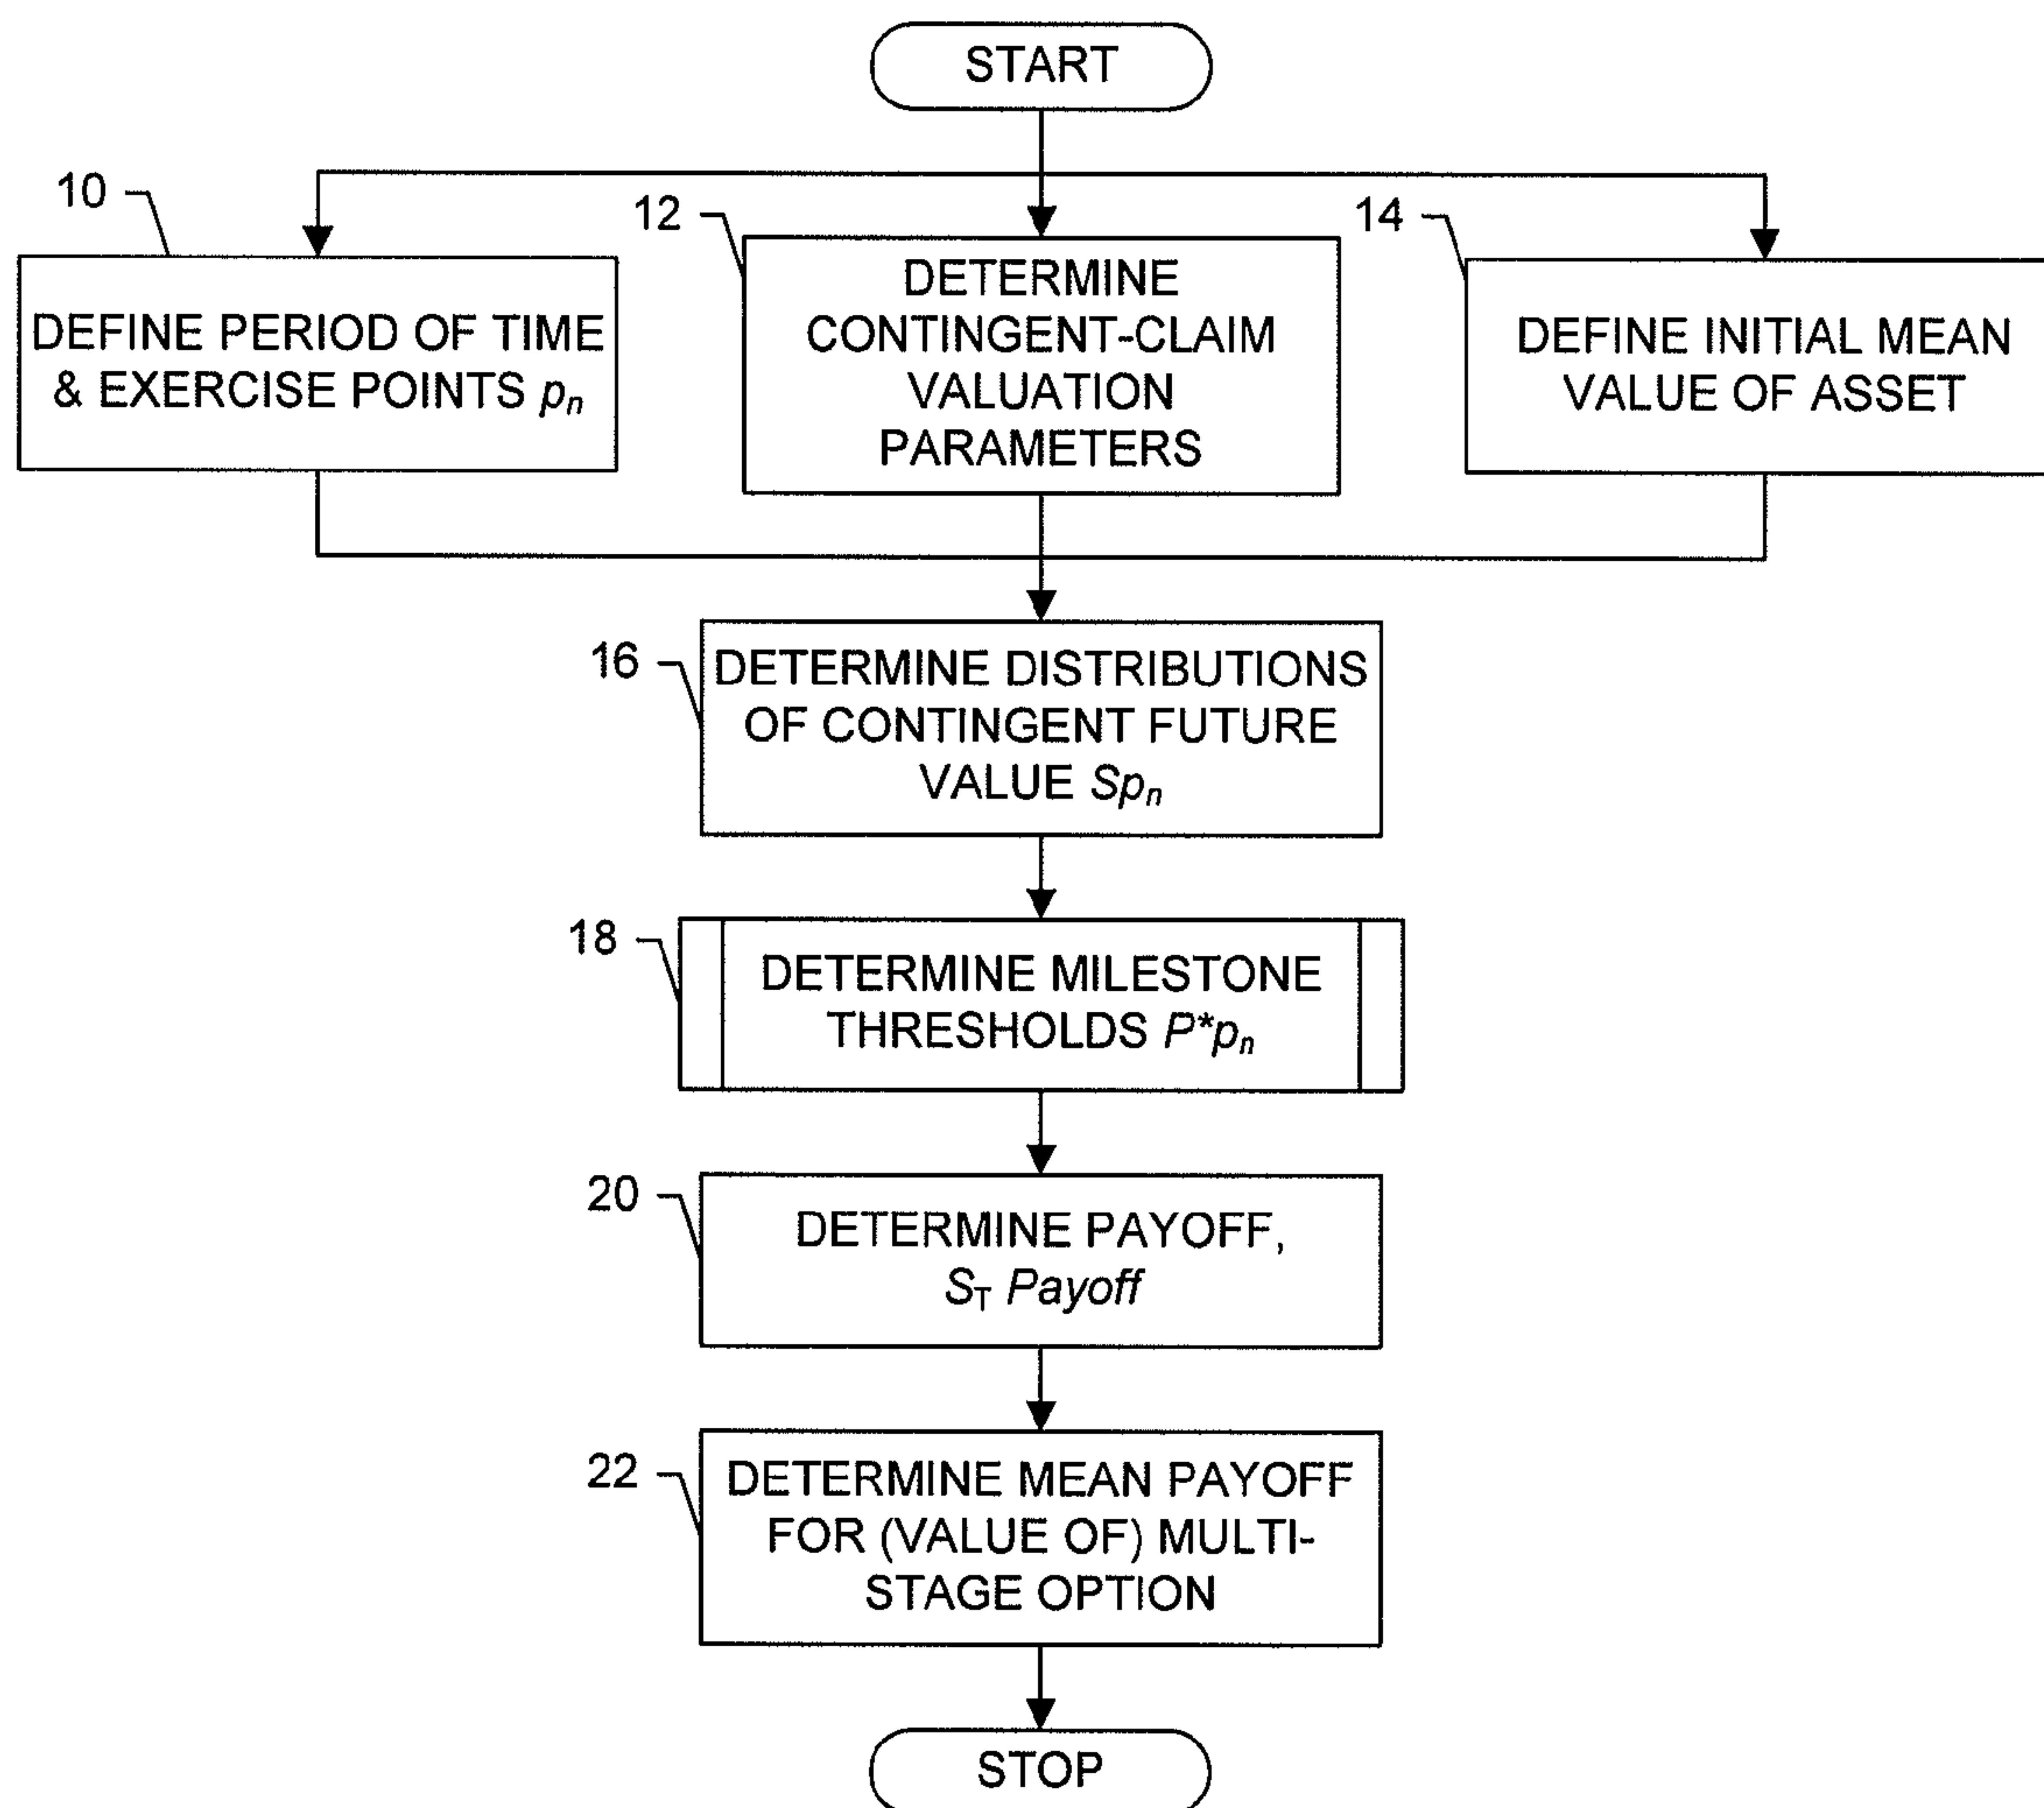 START
10
12
14
DEFINE PERIOD OF TIME
& EXERCISE POINTS pn
DETERMINE
CONTINGENT-CLAIM
VALUATION
PARAMETERS
DEFINE INITIAL MEAN
VALUE OF ASSET
16
DETERMINE DISTRIBUTIONS
OF CONTINGENT FUTURE
VALUE Spn
18
DETERMINE MILESTONE
THRESHOLDS P*pn
20
DETERMINE PAYOFF,
ST Payoff
22
DETERMINE MEAN PAYOFF
FOR (VALUE OF) MULTI-
STAGE OPTION
STOP